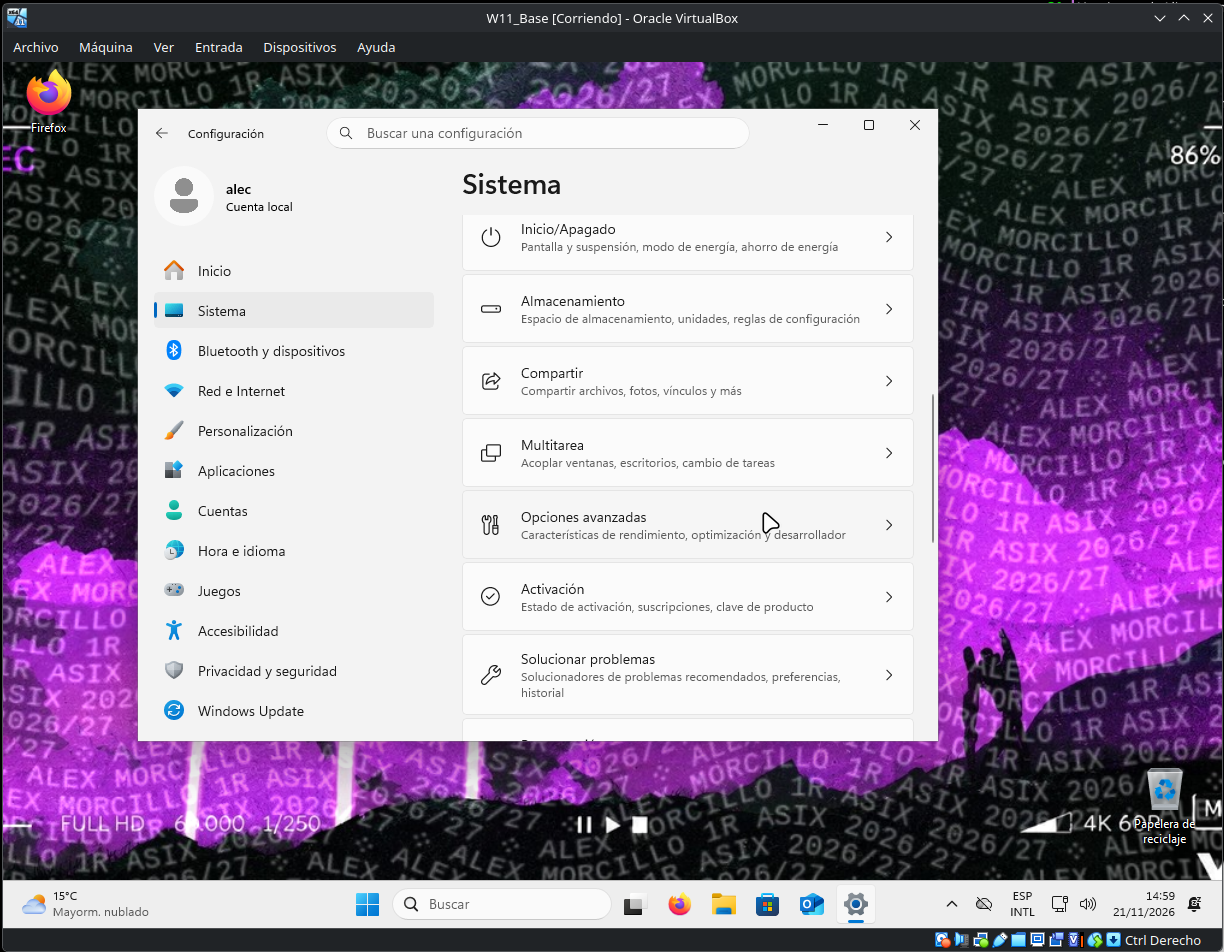 W11_Base [Corriendo] - Oracle VirtualBox
Archivo Máquina Ver Entrada Dispositivos Ayuda
Firefox
EC
86%
Configuración
Buscar una configuración
alec
Cuenta local
Inicio
Sistema
Bluetooth y dispositivos
Red e Internet
Personalización
Aplicaciones
Cuentas
Hora e idioma
Juegos
Accesibilidad
Privacidad y seguridad
Windows Update
Sistema
Inicio/Apagado
Pantalla y suspensión, modo de energía, ahorro de energía
Almacenamiento
Espacio de almacenamiento, unidades, reglas de configuración
Compartir
Compartir archivos, fotos, vínculos y más
Multitarea
Acoplar ventanas, escritorios, cambio de tareas
Opciones avanzadas
Características de rendimiento, optimización y desarrollador
Activación
Estado de activación, suscripciones, clave de producto
Solucionar problemas
Solucionadores de problemas recomendados, preferencias,
historial
ALEX MORCILLO 1R ASIX 2026/27
FULL HD 60.000 1/250
4K
Papelera de
reciclaje
15°C
Mayorm. nublado
Buscar
ESP
INTL
14:59
21/11/2026
Ctrl Derecho